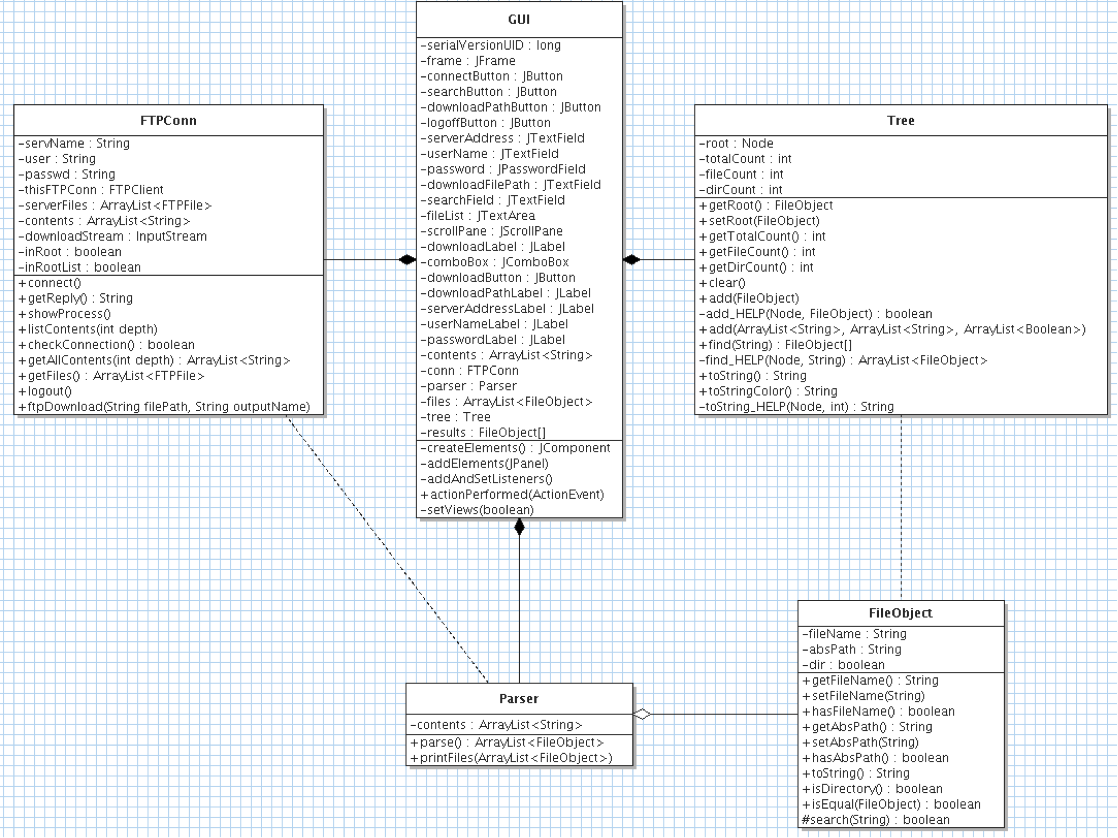 GUI
-serialVersionUID : long
-frame : JFrame
-connectButton : JButton
-searchButton : JButton
-downloadPathButton : JButton
-logoffButton : JButton
-serverAddress : JTextField
-userName : JTextField
-password : JPasswordField
-downloadFilePath : JTextField
-searchField : JTextField
-fileList : JTextArea
-scrollPane : JScrollPane
-downloadLabel : JLabel
-comboBox : JComboBox
-downloadButton : JButton
-downloadPathLabel : JLabel
-serverAddressLabel : JLabel
-userNameLabel : JLabel
-passwordLabel : JLabel
-contents : ArrayList<String>
-conn : FTPConn
-parser : Parser
-files : ArrayList<FileObject>
-tree : Tree
-results : FileObject[]
-createElements() : JComponent
-addElements(JPanel)
-addAndSetListeners()
+actionPerformed(ActionEvent)
-setViews(boolean)
FTPConn
-servName : String
-user : String
-passwd : String
-thisFTPConn : FTPClient
-serverFiles : ArrayList<FTPFile>
-contents : ArrayList<String>
-downloadStream : InputStream
-inRoot : boolean
-inRootList : boolean
+connect()
+getReply() : String
+showProcess()
+listContents(int depth)
+checkConnection() : boolean
+getAllContents(int depth) : ArrayList<String>
+getFiles() : ArrayList<FTPFile>
+logout()
+ftpDownload(String filePath, String outputName)
Tree
-root : Node
-totalCount : int
-fileCount : int
-dirCount : int
+getRoot() : FileObject
+setRoot(FileObject)
+getTotalCount() : int
+getFileCount() : int
+getDirCount() : int
+clear()
+add(FileObject)
-add_HELP(Node, FileObject) : boolean
+add(ArrayList<String>, ArrayList<String>, ArrayList<Boolean>)
+find(String) : FileObject[]
-find_HELP(Node, String) : ArrayList<FileObject>
+toString() : String
+toStringColor() : String
-toString_HELP(Node, int) : String
Parser
-contents : ArrayList<String>
+parse() : ArrayList<FileObject>
+printFiles(ArrayList<FileObject>)
FileObject
-fileName : String
-absPath : String
-dir : boolean
+getFileName() : String
+setFileName(String)
+hasFileName() : boolean
+getAbsPath() : String
+setAbsPath(String)
+hasAbsPath() : boolean
+toString() : String
+isDirectory() : boolean
+isEqual(FileObject) : boolean
#search(String) : boolean